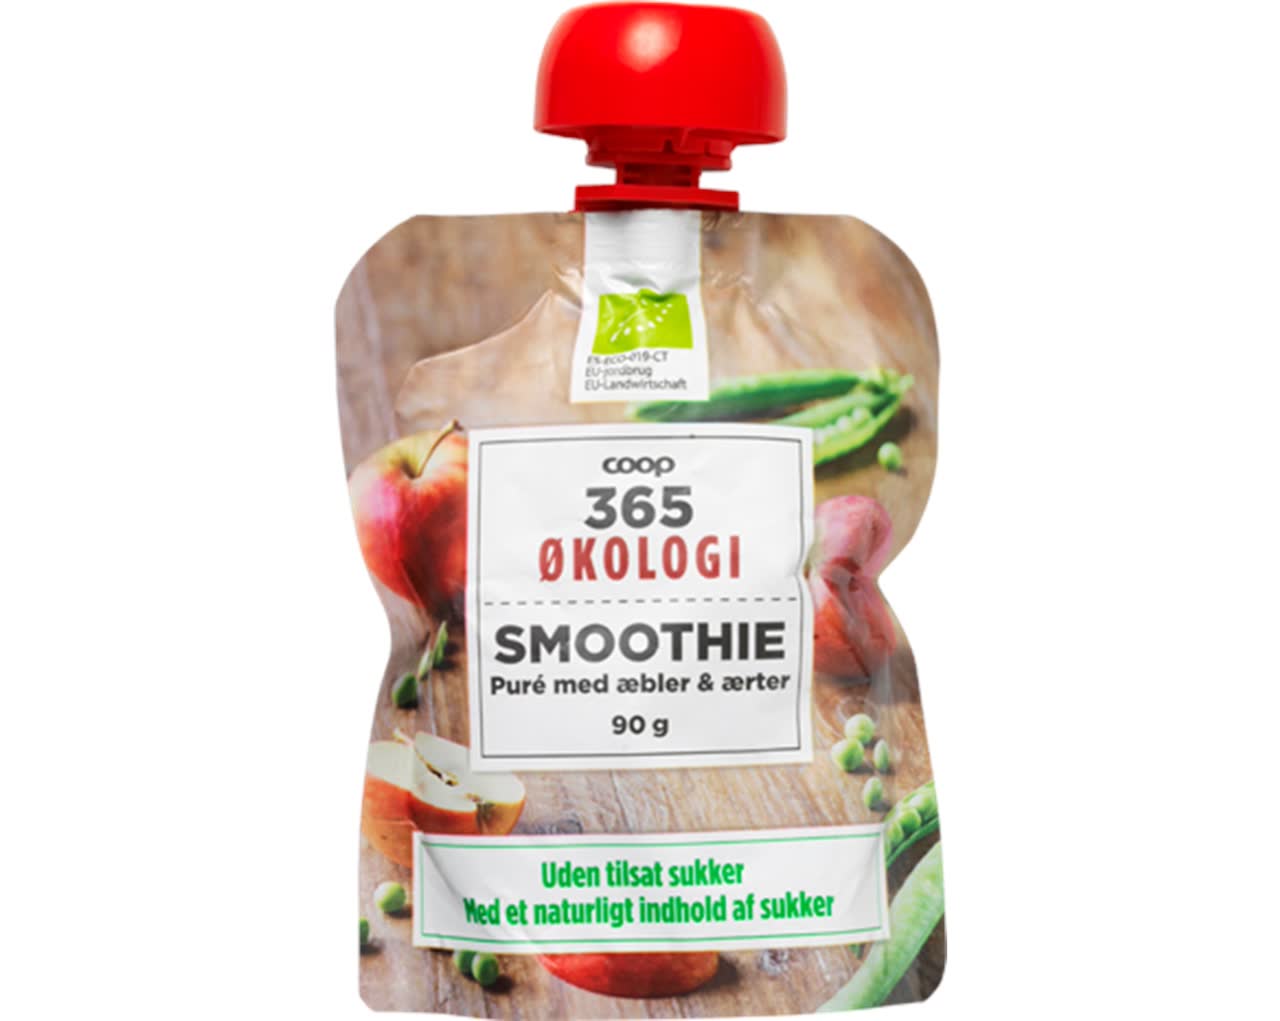 ES-ECO-019-CT
EU-Jordbrug
EU-Landwirtschaft
coop
365
ØKOLOGI
SMOOTHIE
Puré med æbler & ærter
90 g
Uden tilsat sukker
Med et naturligt indhold af sukker